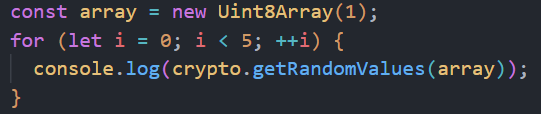 const array = new Uint8Array(1);
for (let i = 0; i < 5; ++i) {
  console.log(crypto.getRandomValues(array));
}